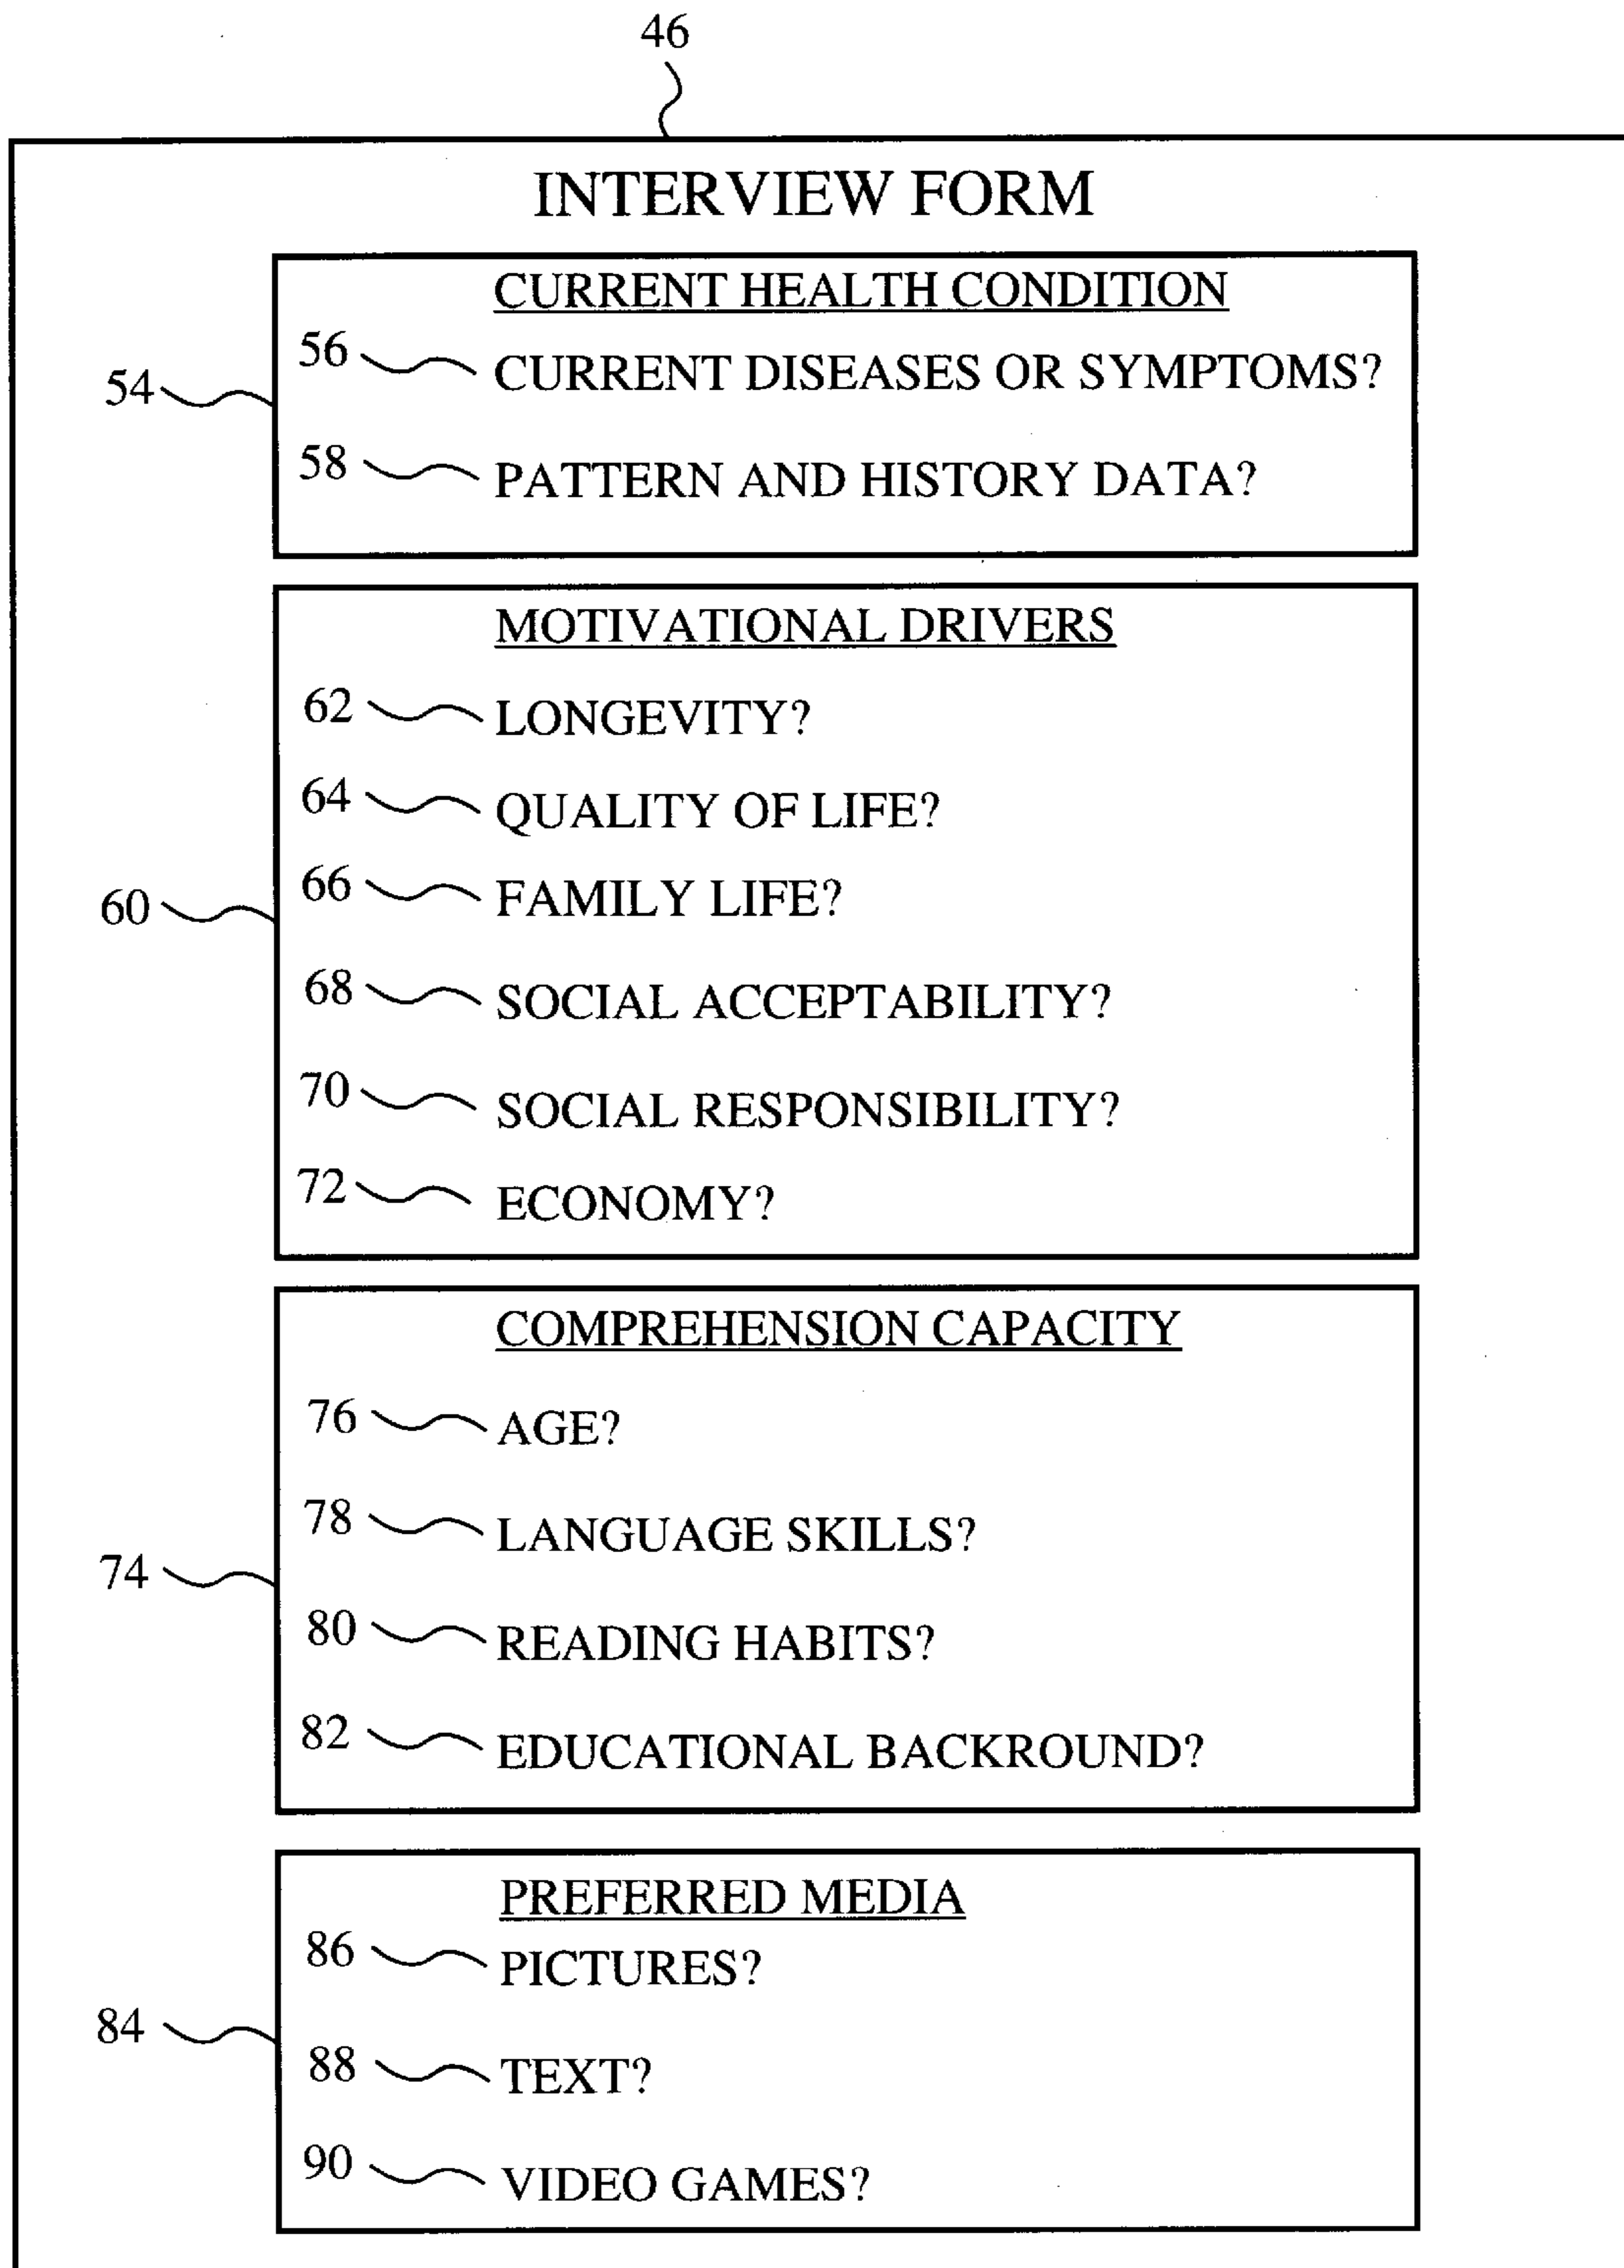 46
INTERVIEW FORM
CURRENT HEALTH CONDITION
56 CURRENT DISEASES OR SYMPTOMS?
54
58 PATTERN AND HISTORY DATA?
MOTIVATIONAL DRIVERS
62 LONGEVITY?
64 QUALITY OF LIFE?
66 FAMILY LIFE?
60
68 SOCIAL ACCEPTABILITY?
70 SOCIAL RESPONSIBILITY?
72 ECONOMY?
COMPREHENSION CAPACITY
76 AGE?
78 LANGUAGE SKILLS?
74
80 READING HABITS?
82 EDUCATIONAL BACKROUND?
PREFERRED MEDIA
86 PICTURES?
84
88 TEXT?
90 VIDEO GAMES?